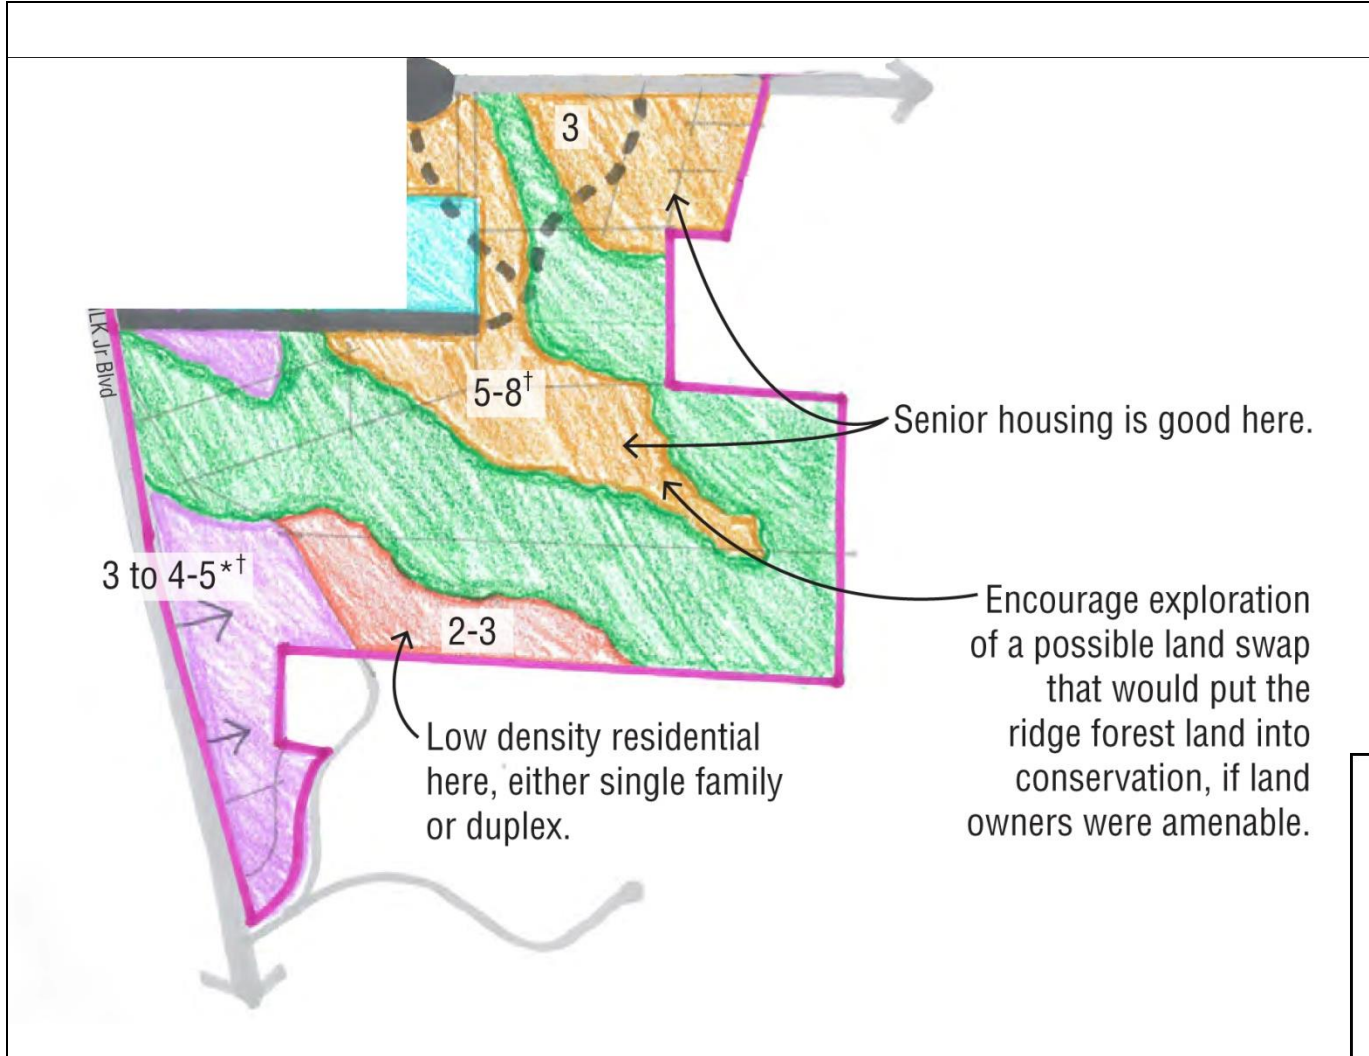 3
MLK Jr Blvd
5-8†
Senior housing is good here.
3 to 4-5*†
2-3
Encourage exploration
of a possible land swap
that would put the
ridge forest land into
conservation, if land
owners were amenable.
Low density residential
here, either single family
or duplex.